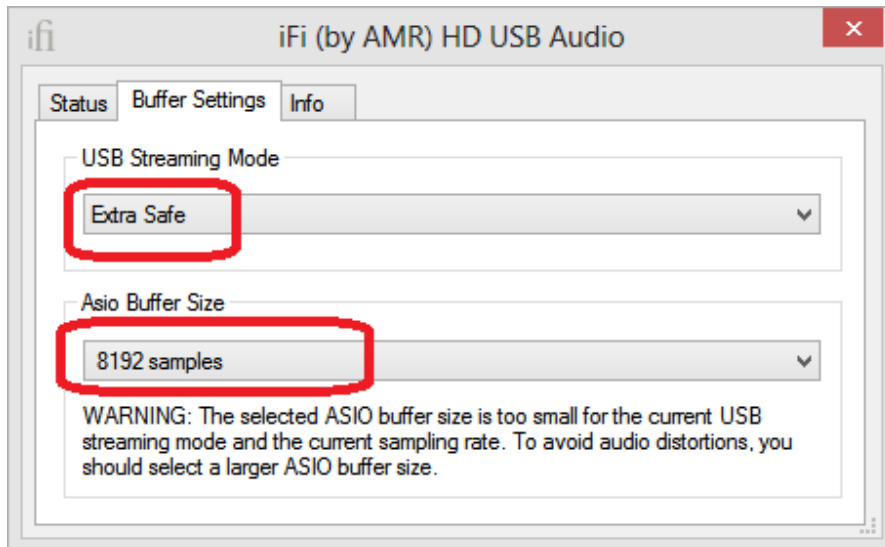 ifi
iFi (by AMR) HD USB Audio
Status
Buffer Settings
Info
USB Streaming Mode
Extra Safe
Asio Buffer Size
8192 samples
WARNING: The selected ASIO buffer size is too small for the current USB
streaming mode and the current sampling rate. To avoid audio distortions, you
should select a larger ASIO buffer size.